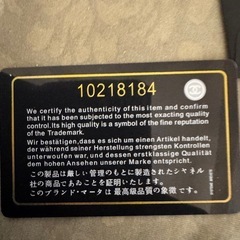 10218184
We certify the authenticity of this item and confirm
that it has been subjected to the most exacting quality
control. Its high quality is a symbol of the fine reputation
of the Trademark.
Wir bestätigen, dass es sich um einen Artikel handelt,
der während seiner Herstellung strengsten Kontrollen
unterworfen war, und dessen erstklassige Qualität
dem hohen Ansehen unserer Marke entspricht.
この製品は厳しい管理のもとに製造されたシャネル
社の商品であることを証明いたします。
このブランド・マークは最高級品質の象徴です。